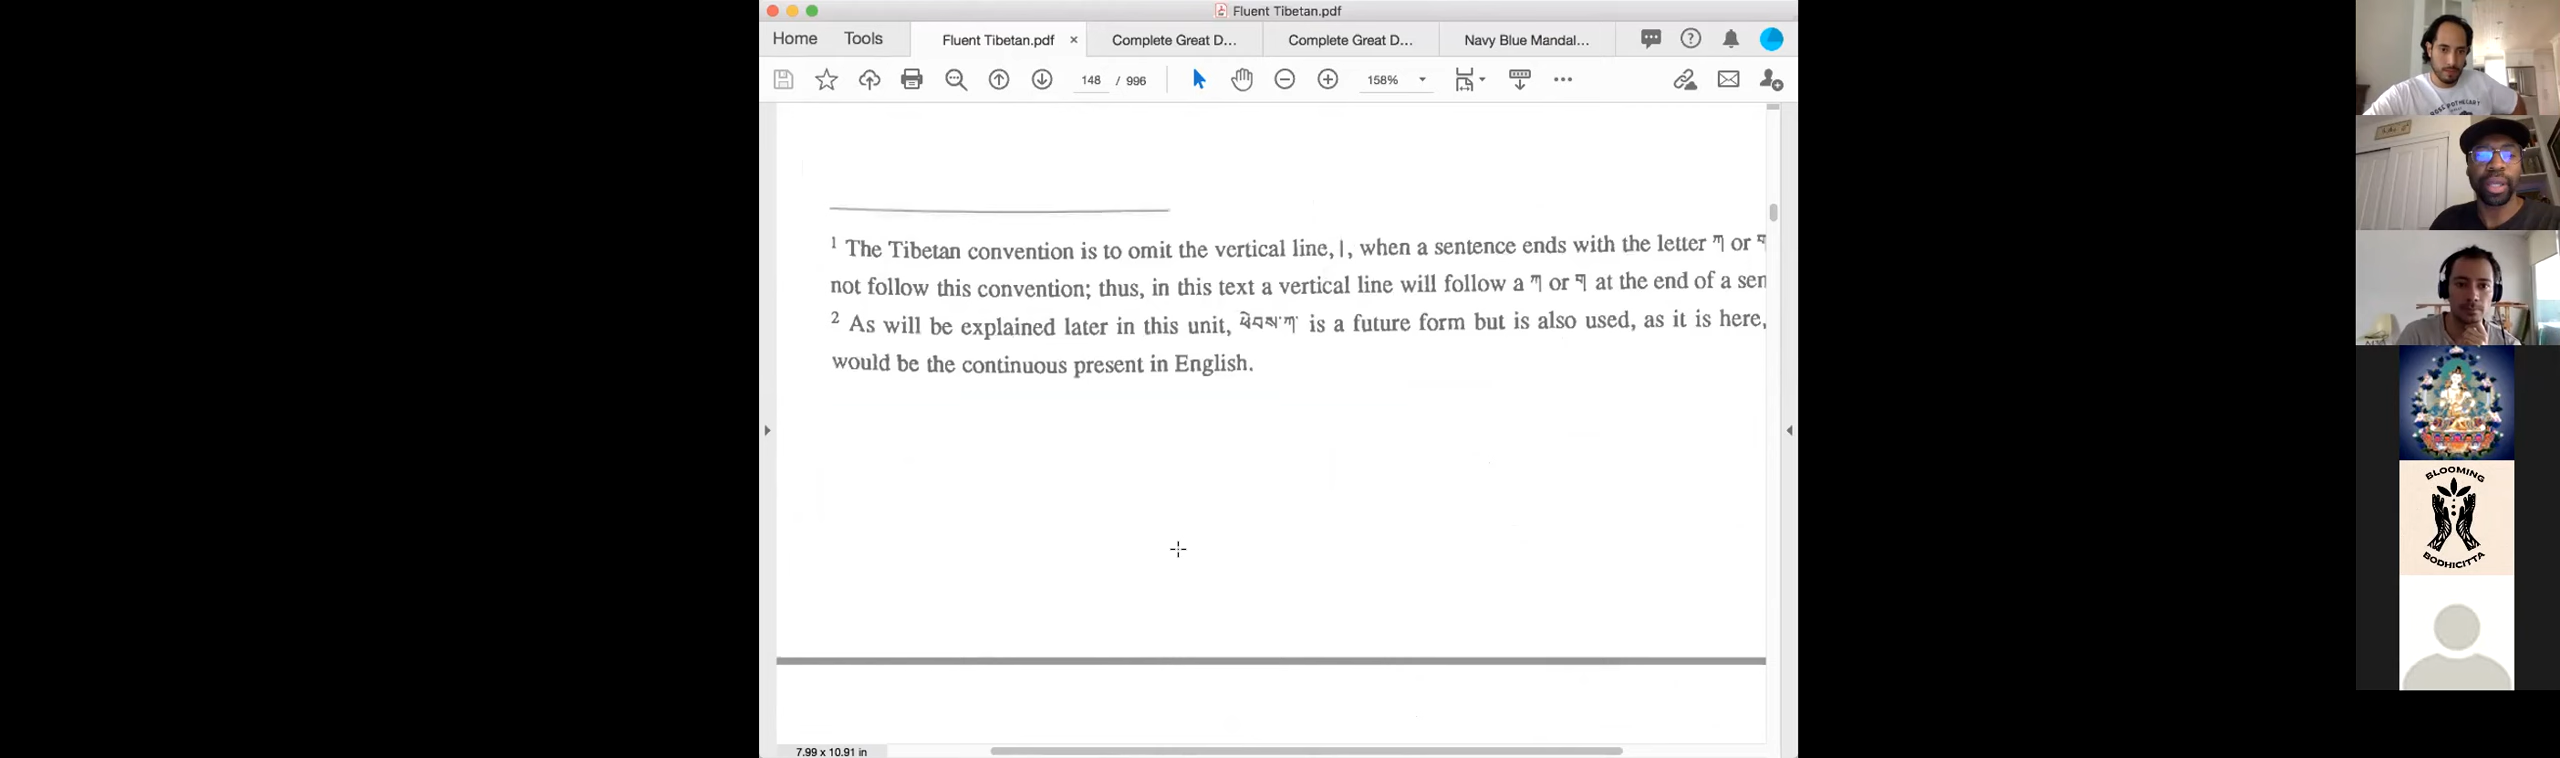 Fluent Tibetan.pdf
Home Tools Fluent Tibetan.pdf × Complete Great D... Complete Great D... Navy Blue Mandal...
148 / 996 158%
1 The Tibetan convention is to omit the vertical line, །, when a sentence ends with the letter ཀ or
not follow this convention; thus, in this text a vertical line will follow a ཀ or ག at the end of a sen
2 As will be explained later in this unit, ཕེབས་ཀ་ is a future form but is also used, as it is here,
would be the continuous present in English.
7.99 x 10.91 in
BLOOMING
BODHICITTA